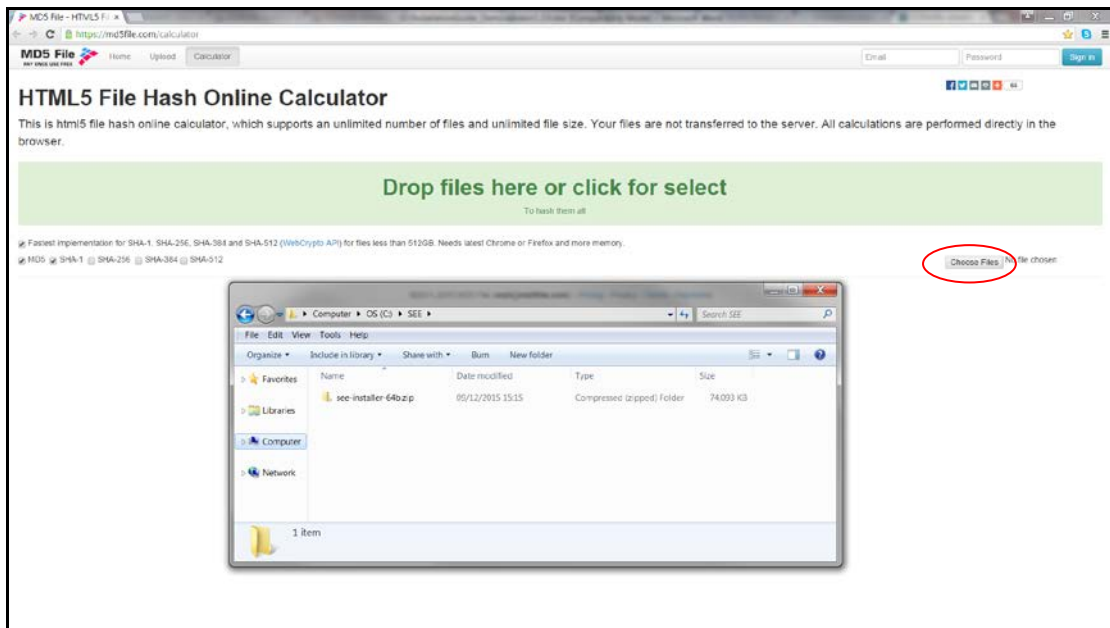 MD5 File - HTML5 Fi
https://md5file.com/calculator
MD5 File Home Upload Calculator Email Password Sign in
ANY ONCE USE FREE
64
HTML5 File Hash Online Calculator
This is html5 file hash online calculator, which supports an unlimited number of files and unlimited file size. Your files are not transferred to the server. All calculations are performed directly in the
browser.
Drop files here or click for select
To hash them all
Fastest implementation for SHA-1, SHA-256, SHA-384 and SHA-512 (WebCrypto API) for files less than 512GB. Needs latest Chrome or Firefox and more memory.
MD5 SHA-1 SHA-256 SHA-384 SHA-512 Choose Files No file chosen
Computer OS (C:) SEE Search SEE
File Edit View Tools Help
Organize Include in library Share with Burn New folder
Favorites Name Date modified Type Size
see-installer-64b.zip 09/12/2015 15:15 Compressed (zipped) Folder 74,093 KB
Libraries
Computer
Network
1 item